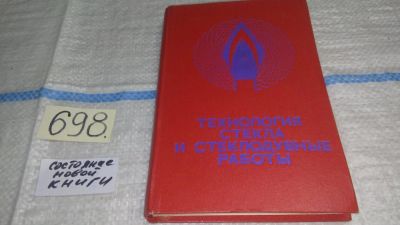 698.
СОСТОЯНИЕ
НОВОЙ
КНИГИ
ТЕХНОЛОГИЯ
СТЕКЛА
И СТЕКЛОДУВНЫЕ
РАБОТЫ